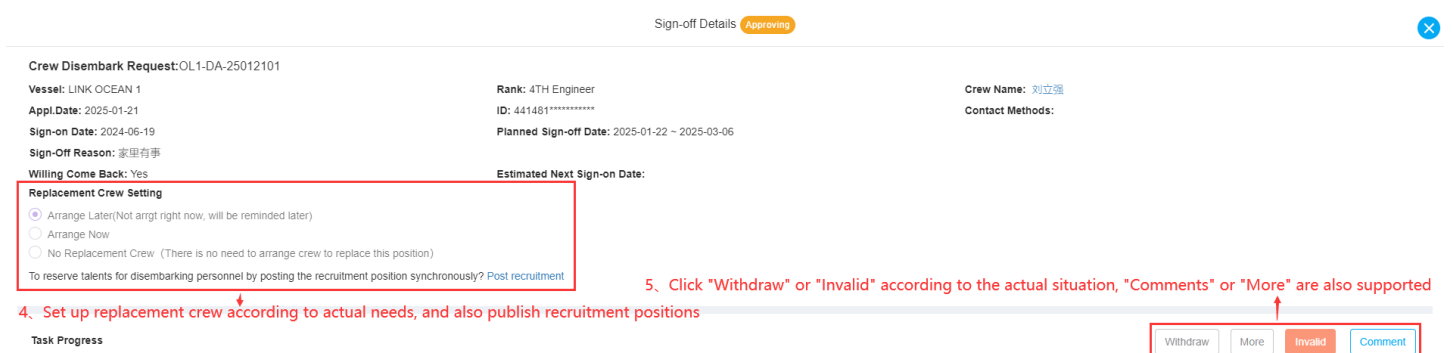 Sign-off Details Approving
Crew Disembark Request:OL1-DA-25012101
Vessel: LINK OCEAN 1 Rank: 4TH Engineer Crew Name: 刘立强
Appl.Date: 2025-01-21 ID: 441481*********** Contact Methods:
Sign-on Date: 2024-06-19 Planned Sign-off Date: 2025-01-22 ~ 2025-03-06
Sign-Off Reason: 家里有事
Willing Come Back: Yes Estimated Next Sign-on Date:
Replacement Crew Setting
Arrange Later(Not arrgt right now, will be reminded later)
Arrange Now
No Replacement Crew（There is no need to arrange crew to replace this position）
To reserve talents for disembarking personnel by posting the recruitment position synchronously? Post recruitment
5、Click "Withdraw" or "Invalid" according to the actual situation, "Comments" or "More" are also supported
4、Set up replacement crew according to actual needs, and also publish recruitment positions
Task Progress Withdraw More Invalid Comment